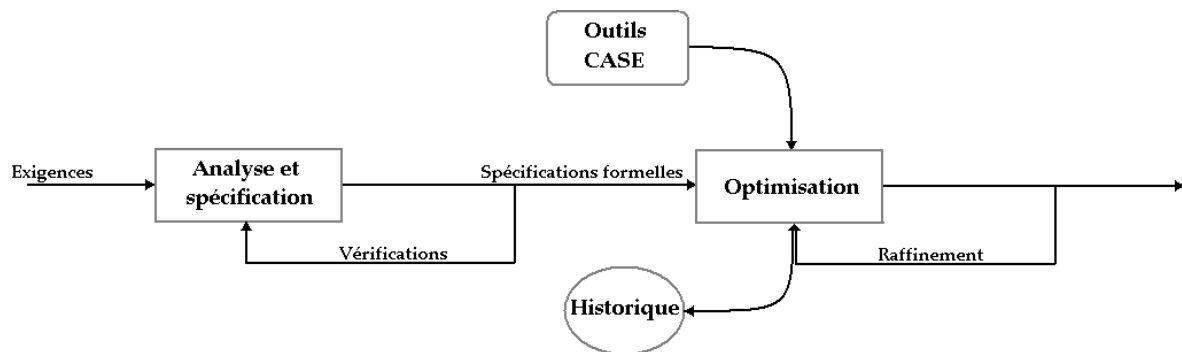 Outils
CASE
Exigences
Analyse et
spécification
Spécifications formelles
Optimisation
Vérifications
Raffinement
Historique